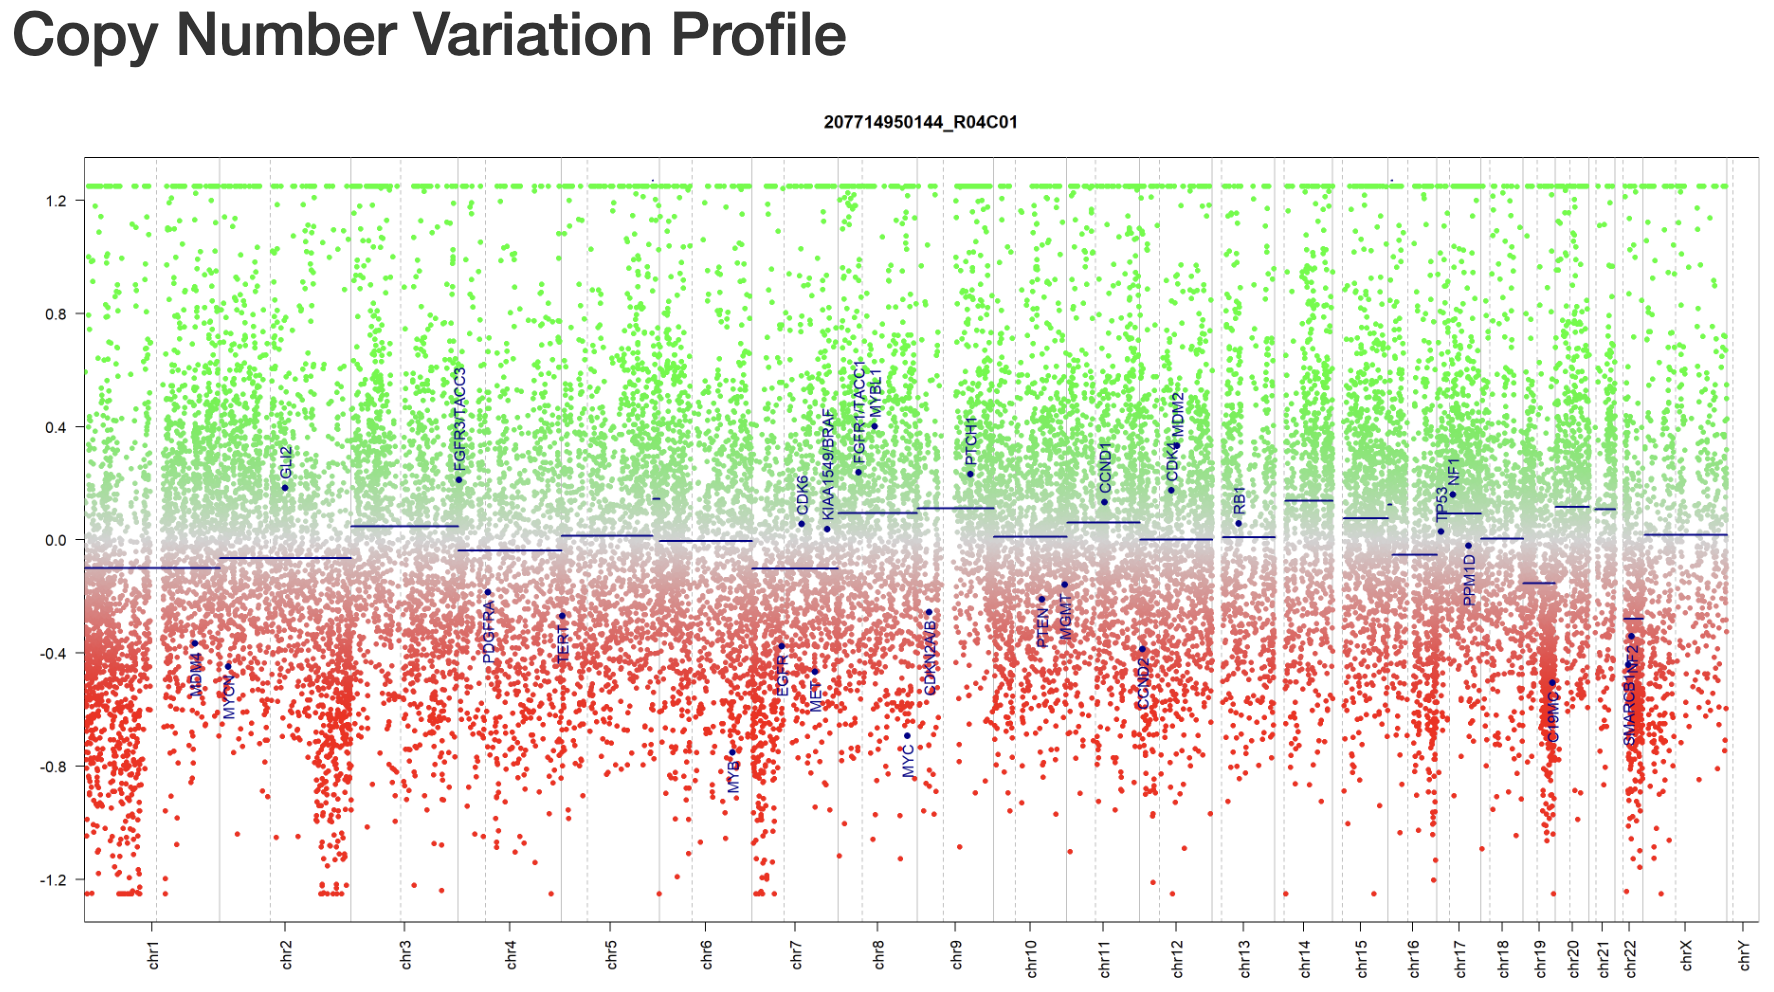 Copy Number Variation Profile
207714950144_R04C01
1.2
0.8
0.4
0.0
-0.4
-0.8
-1.2
MDM4
MYCN
GLI2
FGFR3/TACC3
PDGFRA
TERT
MYB
EGFR
CDK6
MET
KIAA1549/BRAF
FGFR1/TACC1
MYBL1
MYC
CDKN2A/B
PTCH1
PTEN
MGMT
CCND1
CCND2
CDK4
MDM2
RB1
TP53
NF1
PPM1D
C19MC
SMARCB1
NF2
chr1
chr2
chr3
chr4
chr5
chr6
chr7
chr8
chr9
chr10
chr11
chr12
chr13
chr14
chr15
chr16
chr17
chr18
chr19
chr20
chr21
chr22
chrX
chrY